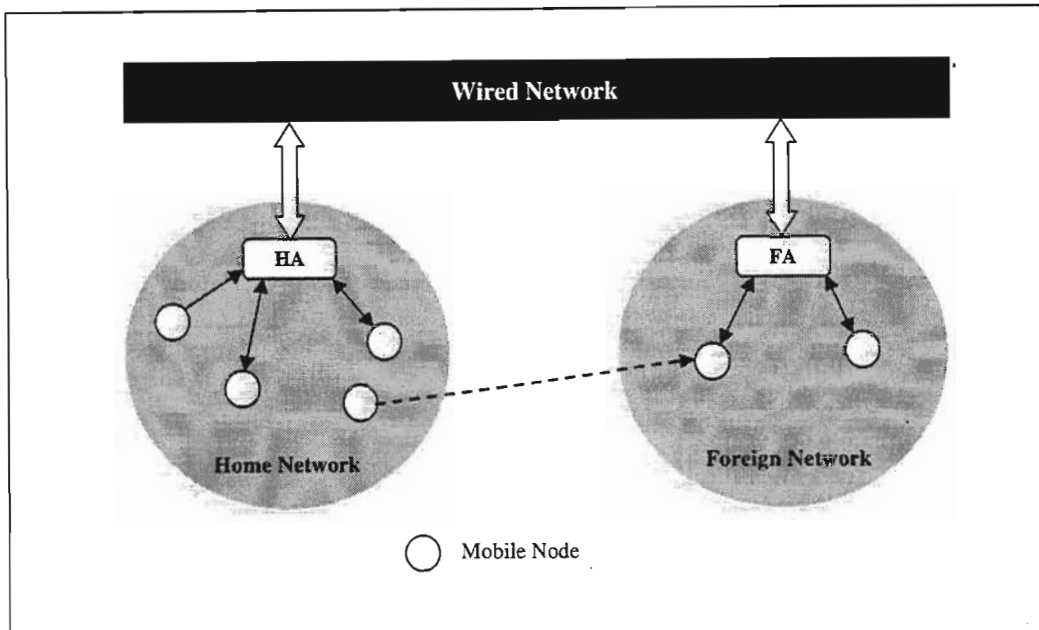 Wired Network
HA
FA
Home Network
Foreign Network
Mobile Node